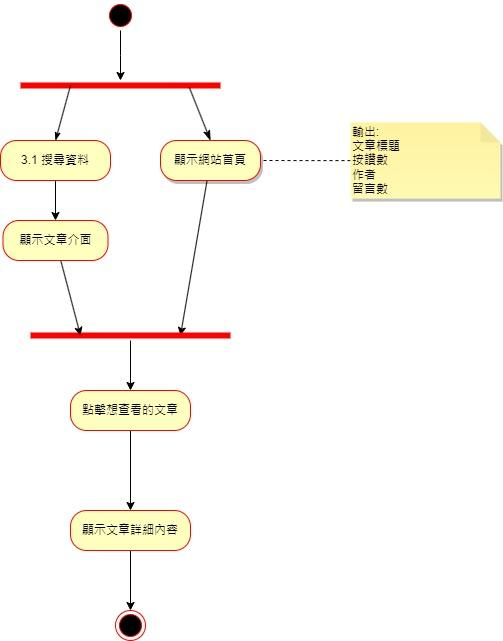 3.1 搜尋資料
顯示網站首頁
輸出:
文章標題
按讚數
作者
留言數
顯示文章介面
點擊想查看的文章
顯示文章詳細內容